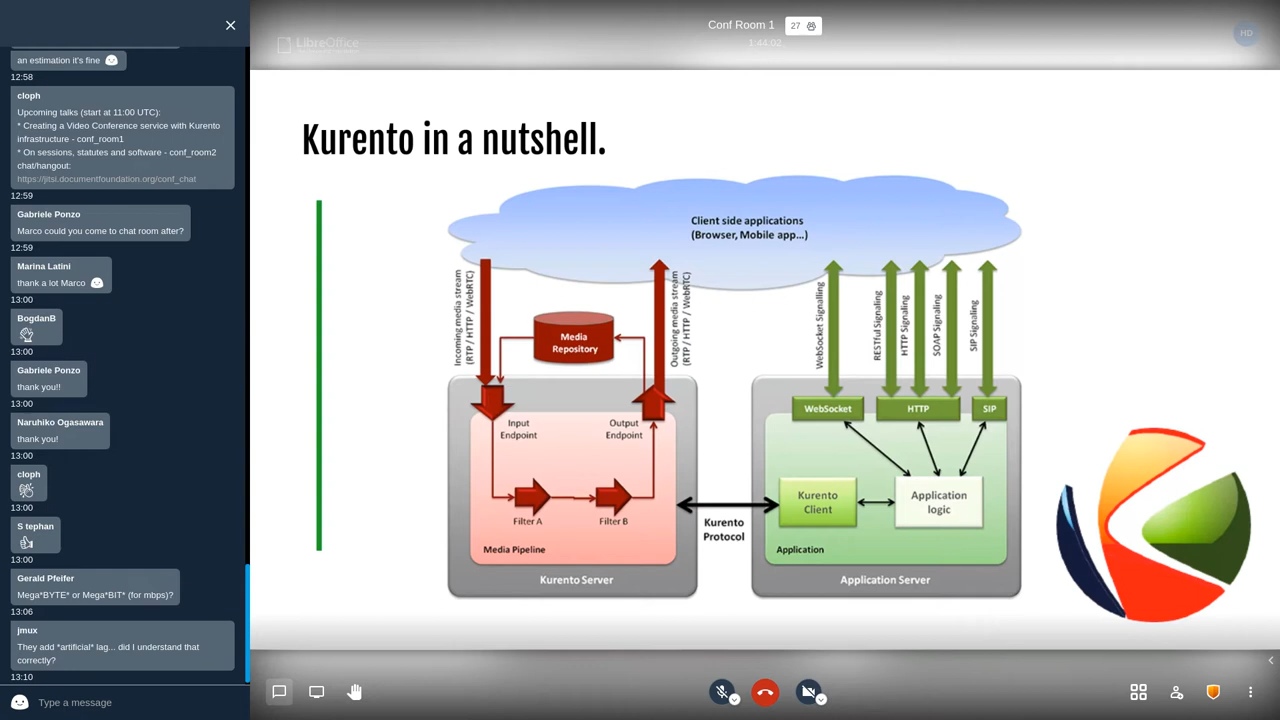 an estimation it's fine
12:58
cloph
Upcoming talks (start at 11:00 UTC):
* Creating a Video Conference service with Kurento
infrastructure - conf_room1
* On sessions, statutes and software - conf_room2
chat/hangout:
https://jitsi.documentfoundation.org/conf_chat
12:59
Gabriele Ponzo
Marco could you come to chat room after?
12:59
Marina Latini
thank a lot Marco
13:00
BogdanB
13:00
Gabriele Ponzo
thank you!!
13:00
Naruhiko Ogasawara
thank you!
13:00
cloph
13:00
S tephan
13:00
Gerald Pfeifer
Mega*BYTE* or Mega*BIT* (for mbps)?
13:06
jmux
They add *artificial* lag... did I understand that
correctly?
13:10
Type a message
Conf Room 1
27
1:44:02
LibreOffice
HD
Kurento in a nutshell.
Client side applications
(Browser, Mobile app...)
Incoming media stream
(RTP / HTTP / WebRTC)
Media
Repository
Outgoing media stream
(RTP / HTTP / WebRTC)
WebSocket Signalling
RESTful Signaling
HTTP Signaling
SOAP Signaling
SIP Signaling
Input
Endpoint
Output
Endpoint
Filter A
Filter B
Media Pipeline
Kurento Server
Kurento
Protocol
WebSocket
HTTP
SIP
Kurento
Client
Application
logic
Application
Application Server